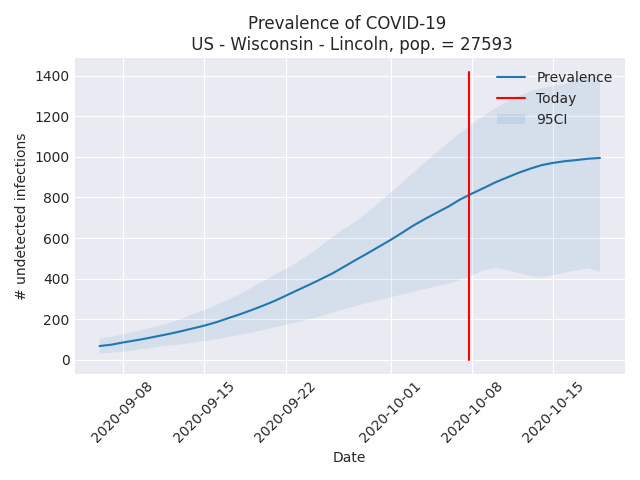 Prevalence of COVID-19
US - Wisconsin - Lincoln, pop. = 27593
1400
1200
1000
800
600
400
200
0
# undetected infections
Prevalence
Today
95CI
2020-09-08
2020-09-15
2020-09-22
2020-10-01
2020-10-08
2020-10-15
Date